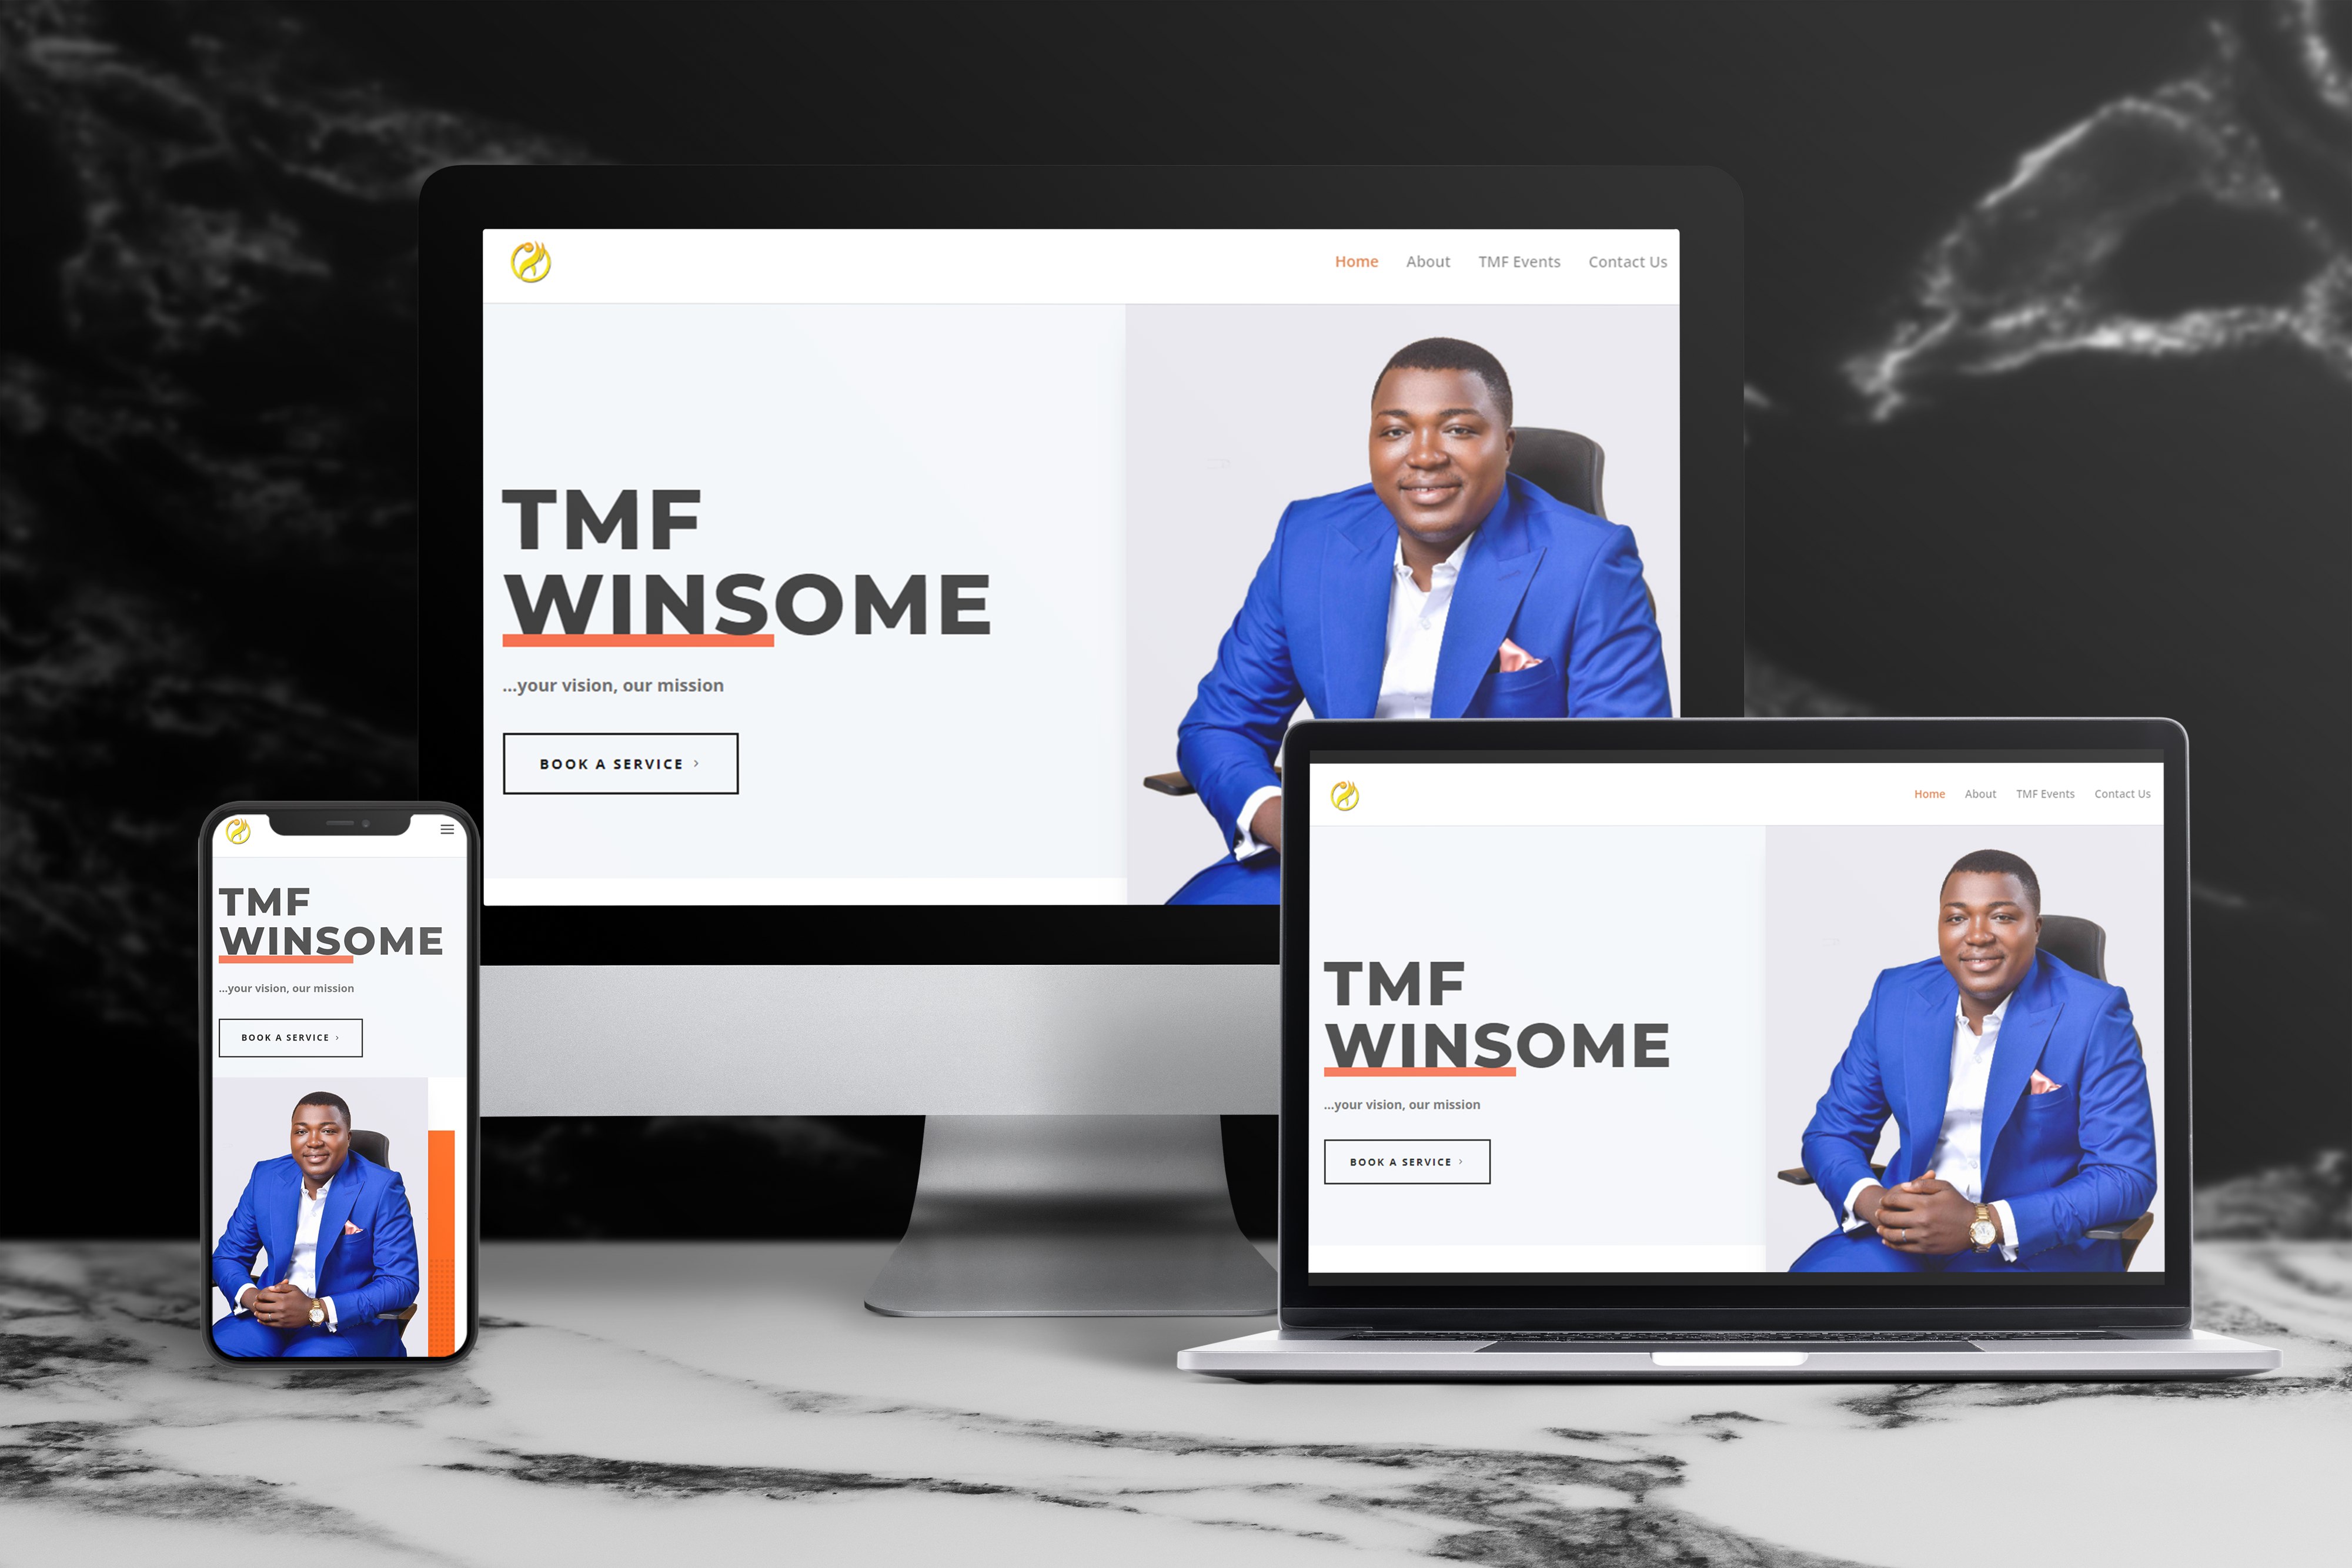 Home About TMF Events Contact Us
TMF
WINSOME
...your vision, our mission
BOOK A SERVICE >
TMF
WINSOME
...your vision, our mission
BOOK A SERVICE >
Home About TMF Events Contact Us
TMF
WINSOME
...your vision, our mission
BOOK A SERVICE >